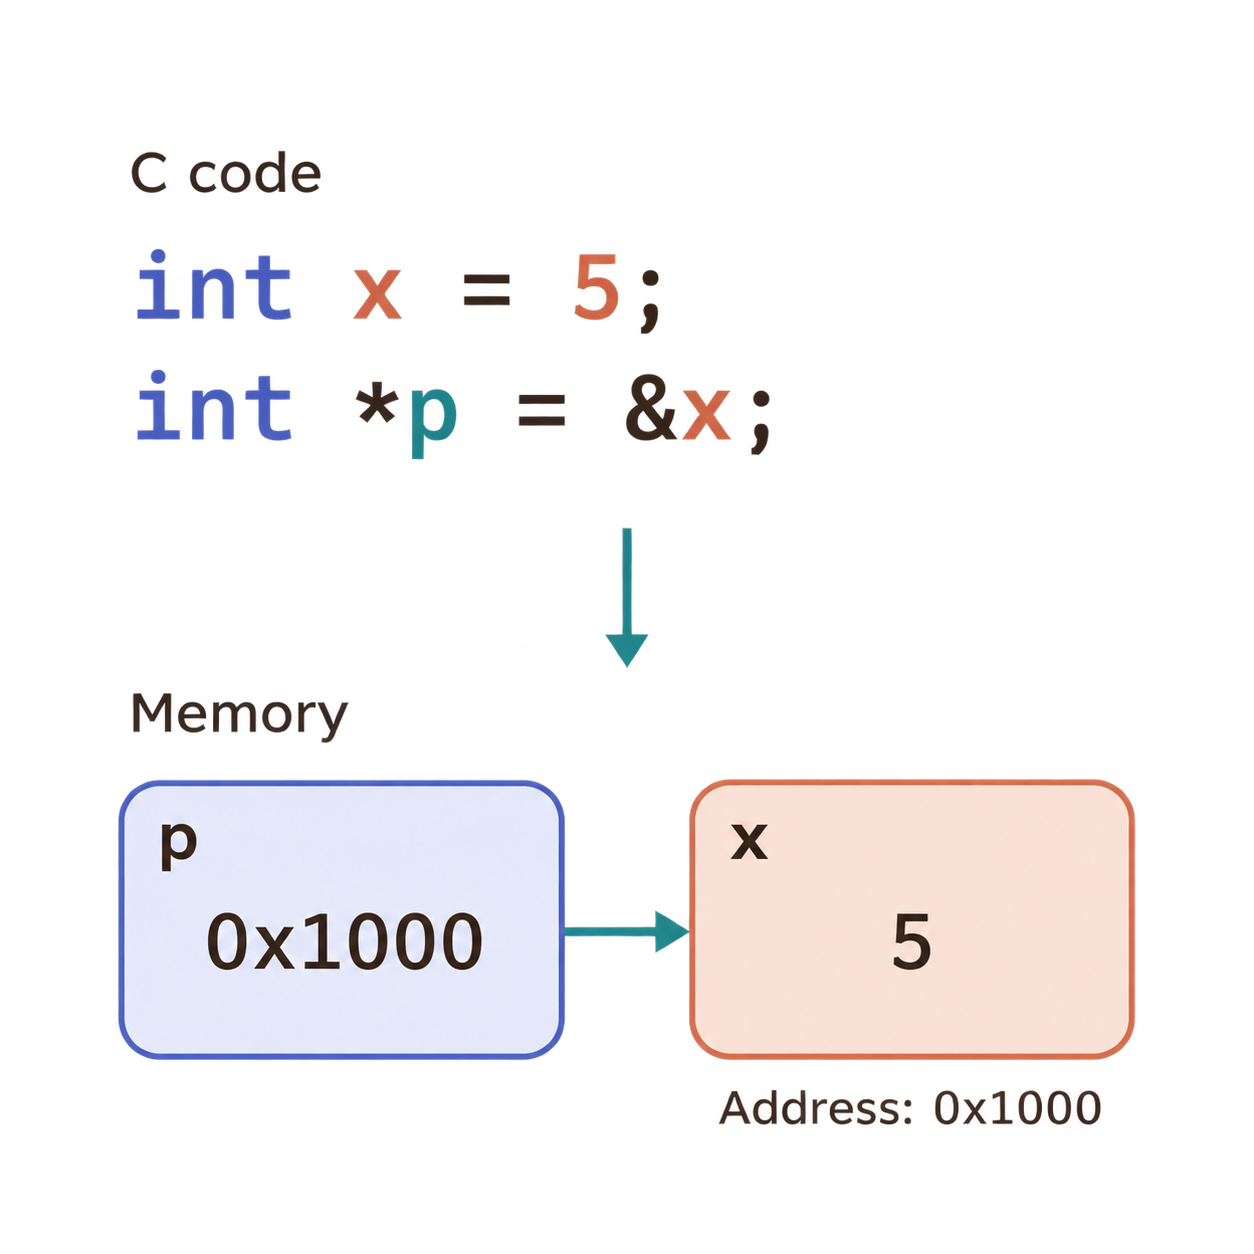 C code
int x = 5;
int *p = &x;
Memory
p
0x1000
x
5
Address: 0x1000